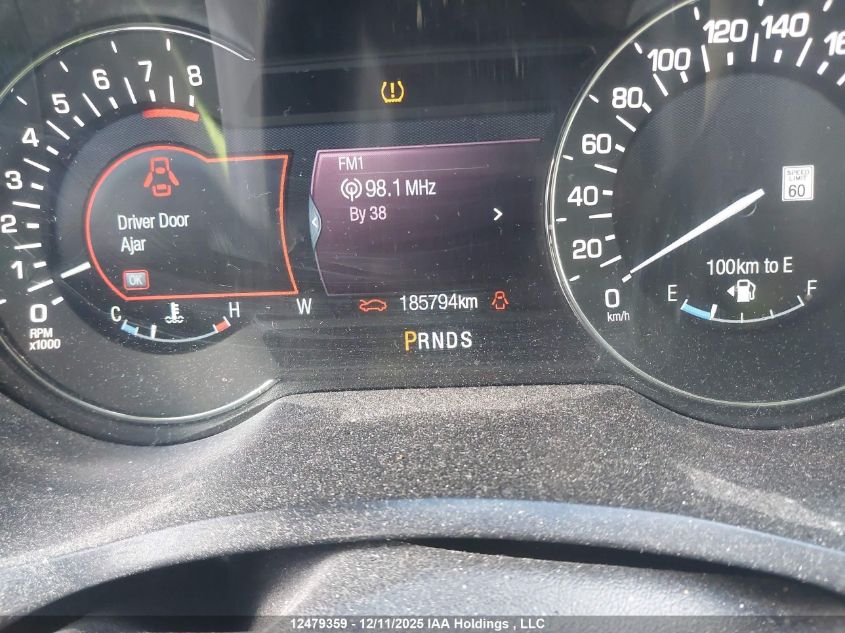 0
1
2
3
4
5
6
7
8
RPM
x1000
Driver Door
Ajar
OK
C
H
FM1
98.1 MHz
By 38
W
185794km
PRNDS
0
20
40
60
80
100
120
140
km/h
SPEED
LIMIT
60
100km to E
E
F
12479359 - 12/11/2025 IAA Holdings , LLC